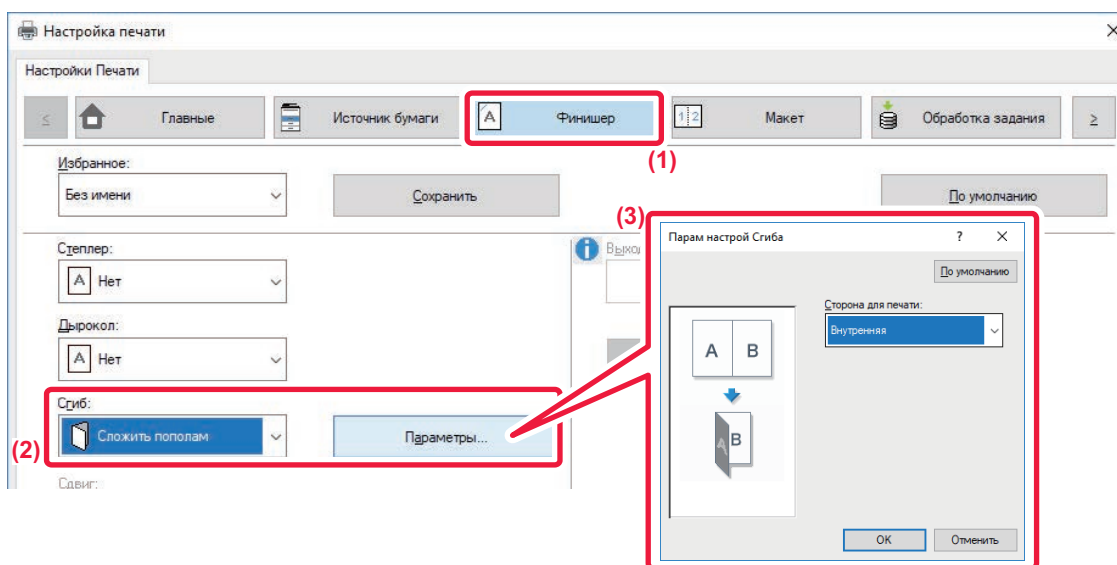 Настройка печати
Настройки Печати
<
Главные
Источник бумаги
A
Финишер
1 2
Макет
Обработка задания
>
(1)
Избранное:
Без имени
Сохранить
По умолчанию
(2)
Степлер:
A Нет
Дырокол:
A Нет
Сгиб:
Сложить пополам
Параметры...
Сдвиг:
(3)
Парам настрой Сгиба
?
По умолчанию
Сторона для печати:
Внутренняя
A B
A B
OK
Отменить